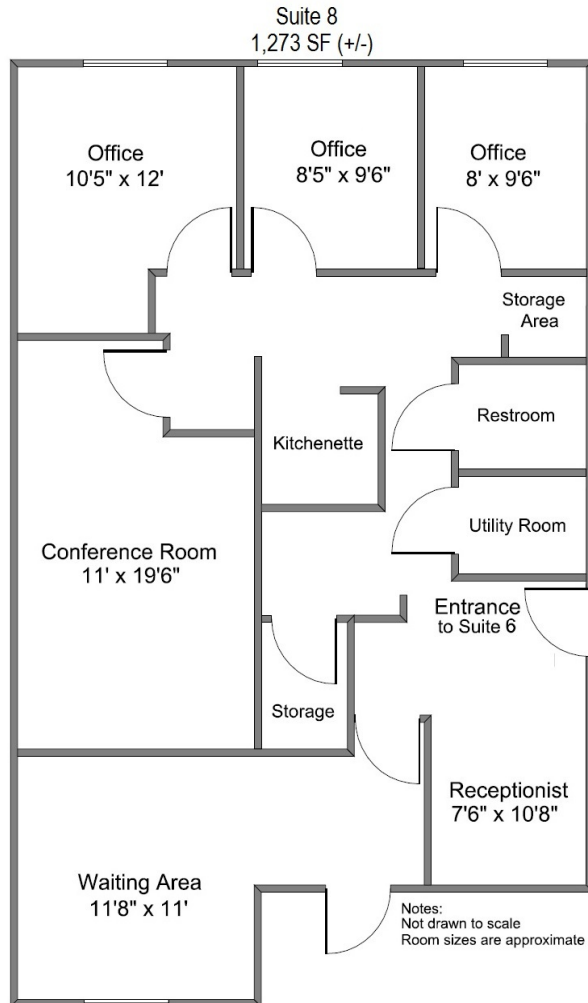 Suite 8
1,273 SF (+/-)
Office
10'5" x 12'
Office
8'5" x 9'6"
Office
8' x 9'6"
Storage
Area
Restroom
Kitchenette
Utility Room
Conference Room
11' x 19'6"
Entrance
to Suite 6
Storage
Receptionist
7'6" x 10'8"
Waiting Area
11'8" x 11'
Notes:
Not drawn to scale
Room sizes are approximate